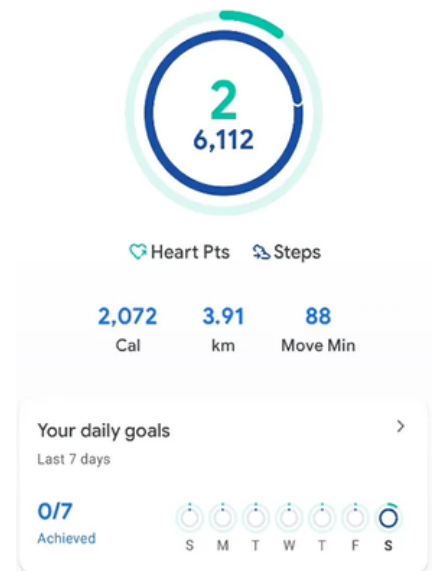 2
6,112
Heart Pts Steps
2,072 3.91 88
Cal km Move Min
Your daily goals
Last 7 days
0/7
Achieved
S M T W T F S